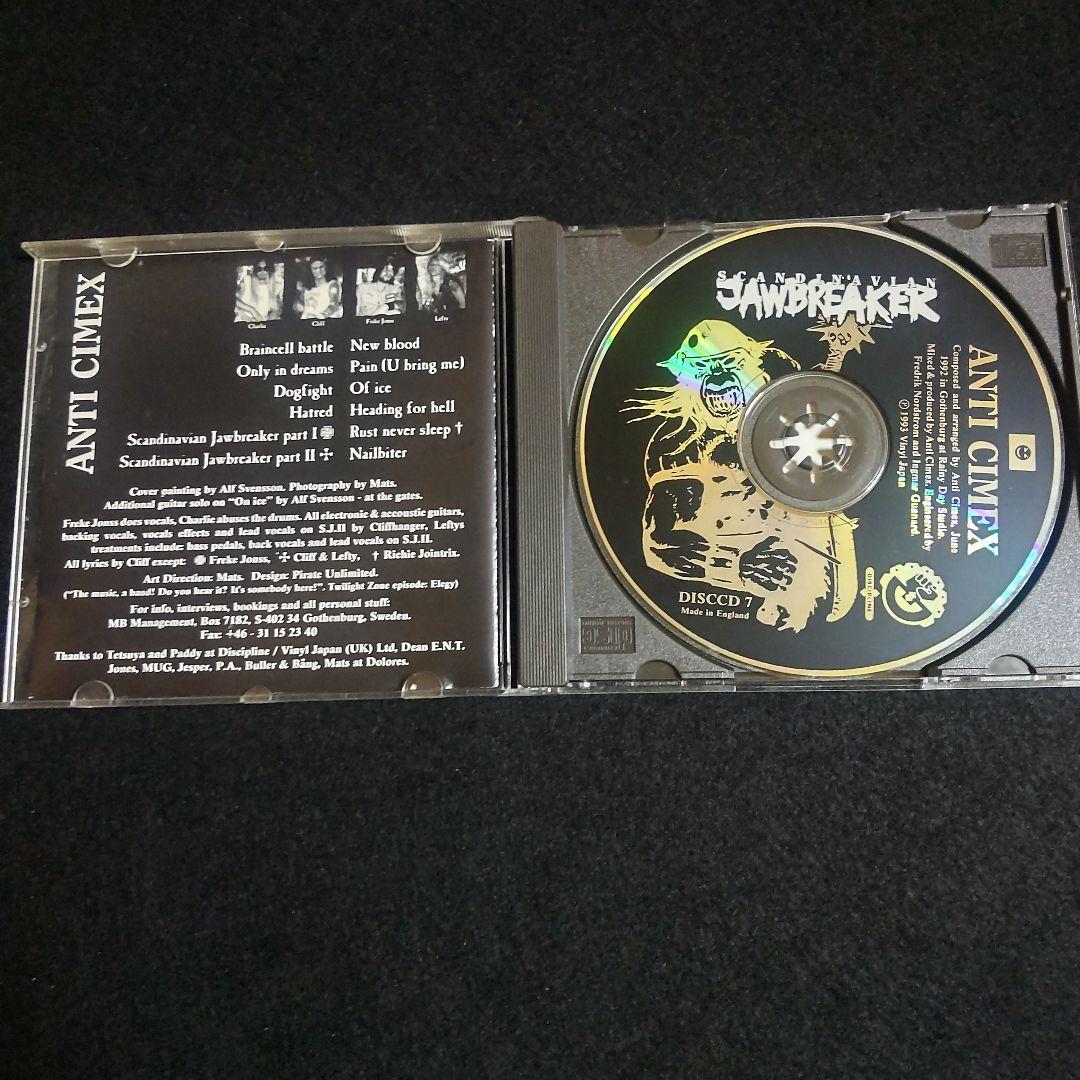 ANTI CIMEX
Charlie
Cliff
Freke Jonss
Lefty
Braincell battle
Only in dreams
Dogfight
Hatred
Scandinavian Jawbreaker part I
Scandinavian Jawbreaker part II ✢
New blood
Pain (U bring me)
Of ice
Heading for hell
Rust never sleep †
Nailbiter
Cover painting by Alf Svensson. Photography by Mats.
Additional guitar solo on "On ice" by Alf Svensson - at the gates.
Freke Jonss does vocals, Charlie abuses the drums. All electronic & accoustic guitars,
backing vocals, vocals effects and lead vocals on S.J.II by Cliffhanger, Leftys
treatments include: bass pedals, back vocals and lead vocals on S.J.II.
All lyrics by Cliff except: Freke Jonss, ✢ Cliff & Lefty, † Richie Jointrix.
Art Direction: Mats. Design: Pirate Unlimited.
("The music, a band! Do you hear it? It's somebody here!". Twilight Zone episode: Elegy)
For info, interviews, bookings and all personal stuff:
MB Management, Box 7182, S-402 34 Gothenburg, Sweden.
Fax: +46 - 31 15 23 40
Thanks to Tetsuya and Paddy at Discipline / Vinyl Japan (UK) Ltd, Dean E.N.T.
Jones, MUG, Jesper, P.A., Buller & Bång, Mats at Dolores.
SCANDINAVIAN
JAWBREAKER
ANTI CIMEX
Composed and arranged by Anti Cimex, June
1992 in Gothenburg at Rainy Day Studio.
Mixed & produced by Anti Cimex. Engineered by
Fredrik Nordstrom and Ingmar Gunnard.
℗ 1993 Vinyl Japan
DISCCD 7
Made in England
DISCIPLINE